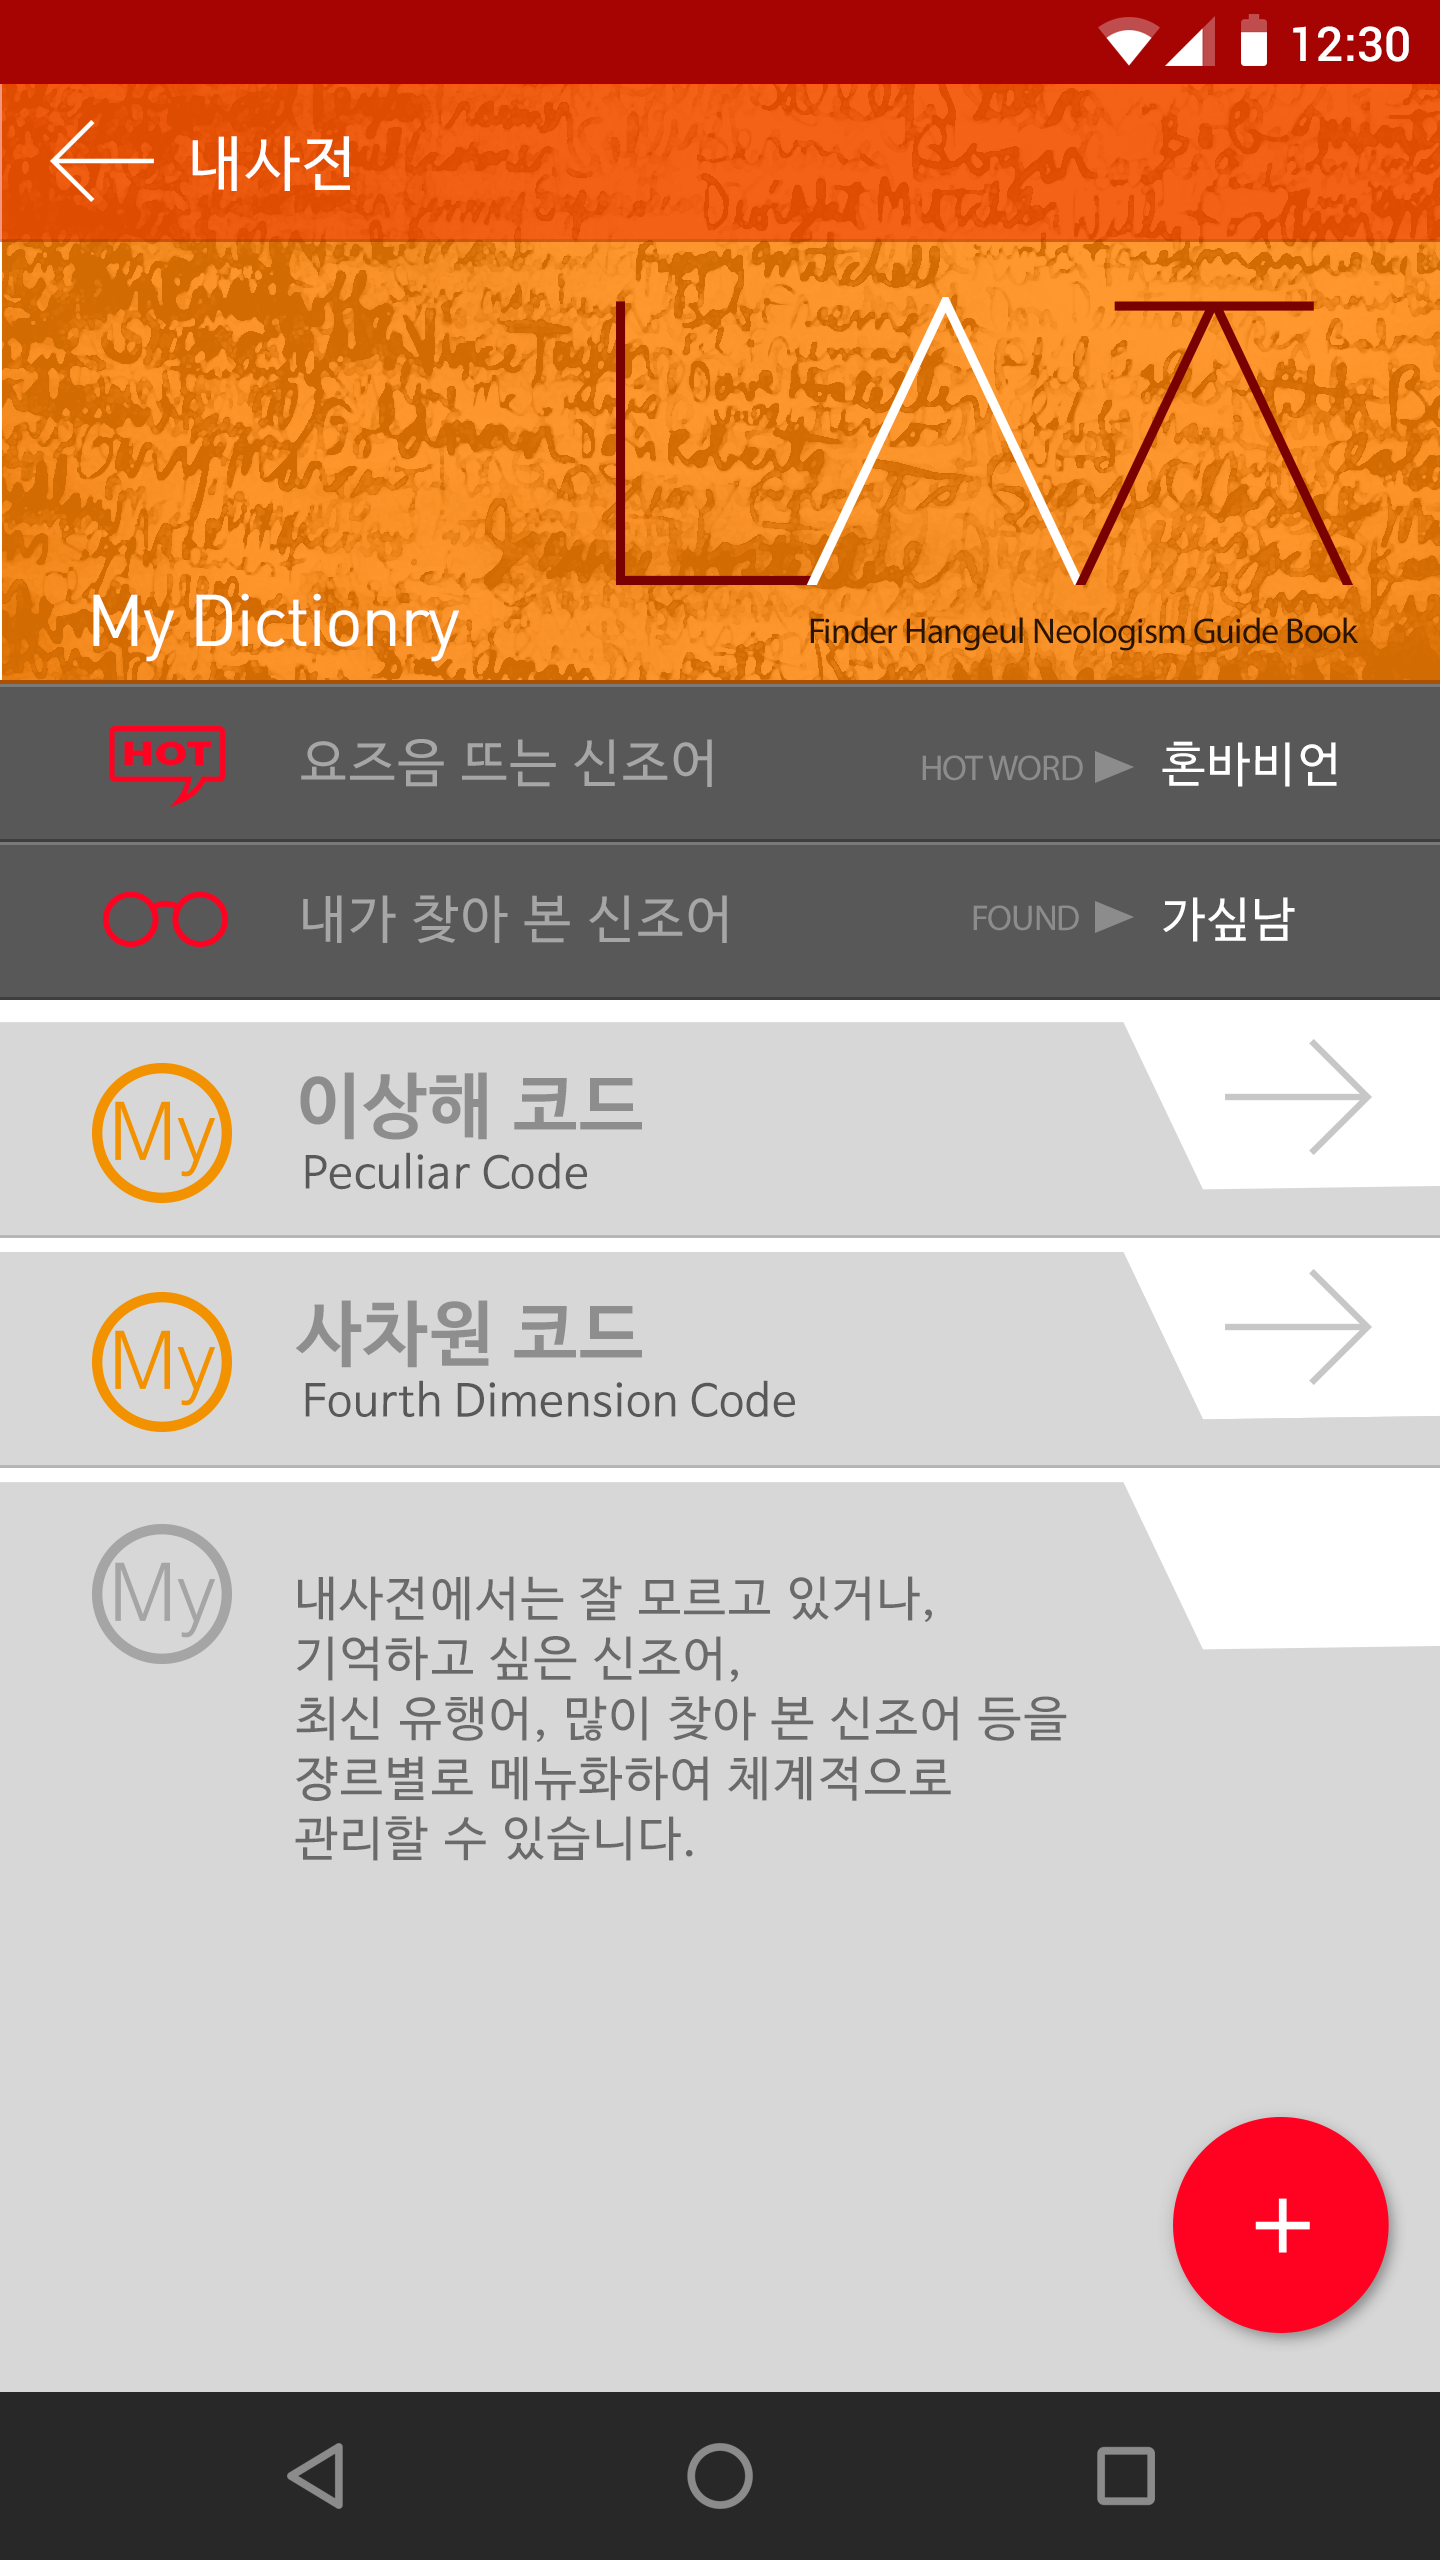 12:30
내사전
My Dictionry
Finder Hangeul Neologism Guide Book
HOT
요즈음 뜨는 신조어
HOT WORD
혼바비언
내가 찾아 본 신조어
FOUND
가싶남
My
이상해 코드
Peculiar Code
My
사차원 코드
Fourth Dimension Code
My
내사전에서는 잘 모르고 있거나,
기억하고 싶은 신조어,
최신 유행어, 많이 찾아 본 신조어 등을
쟝르별로 메뉴화하여 체계적으로
관리할 수 있습니다.